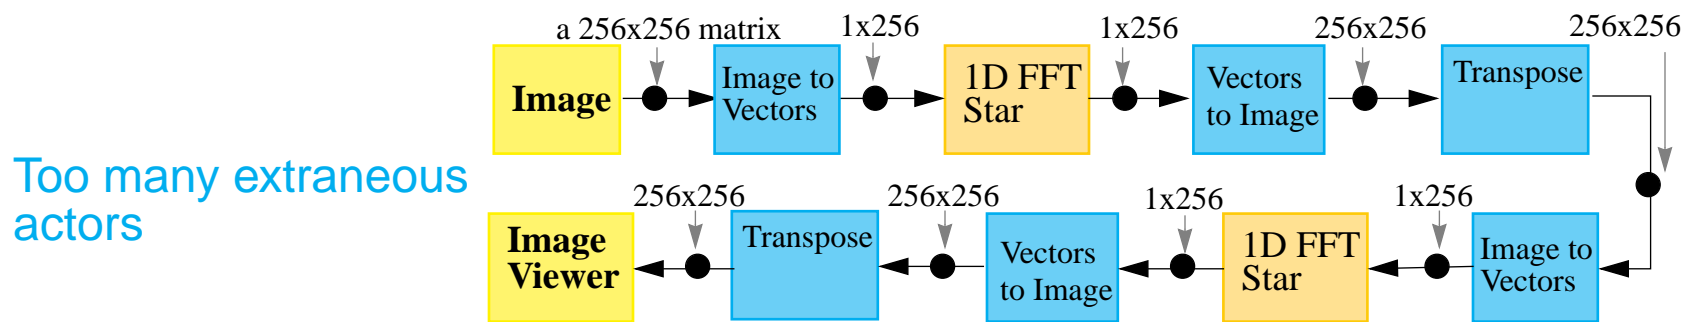 a 256x256 matrix
1x256
1x256
256x256
256x256
Image
Image to
Vectors
1D FFT
Star
Vectors
to Image
Transpose
Too many extraneous
actors
256x256
256x256
1x256
1x256
Image
Viewer
Transpose
Vectors
to Image
1D FFT
Star
Image to
Vectors